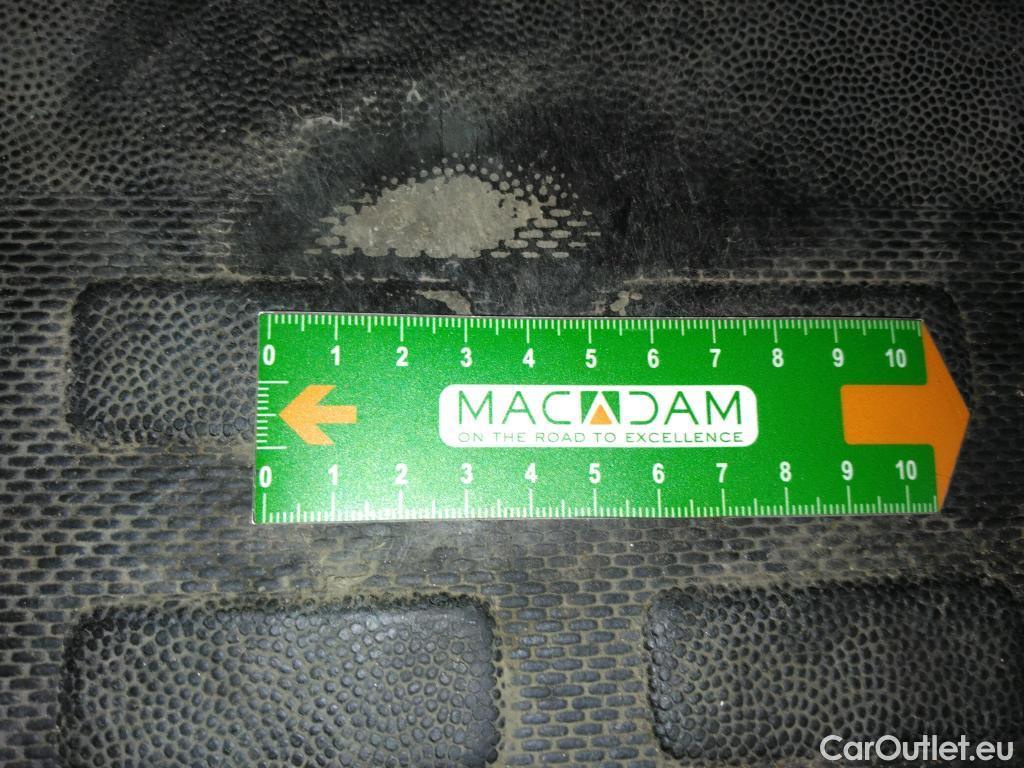 0 1 2 3 4 5 6 7 8 9 10
MACADAM
ON THE ROAD TO EXCELLENCE
0 1 2 3 4 5 6 7 8 9 10
CarOutlet.eu